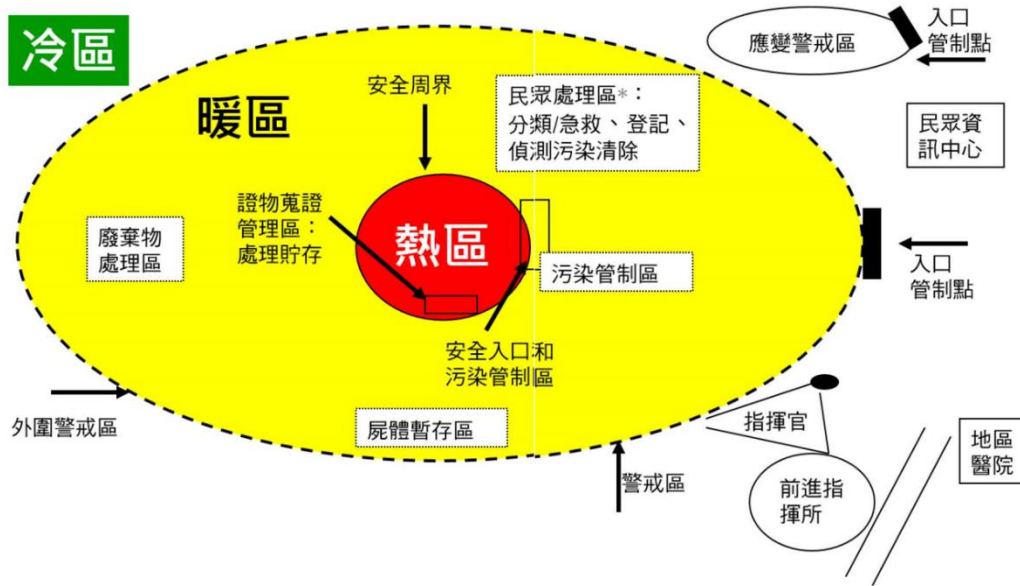 冷區
暖區
安全周界
民眾處理區*：
分類/急救、登記、
偵測污染清除
應變警戒區
入口
管制點
民眾資
訊中心
證物蒐證
管理區：
處理貯存
熱區
廢棄物
處理區
污染管制區
入口
管制點
安全入口和
污染管制區
外圍警戒區
屍體暫存區
警戒區
指揮官
前進指
揮所
地區
醫院